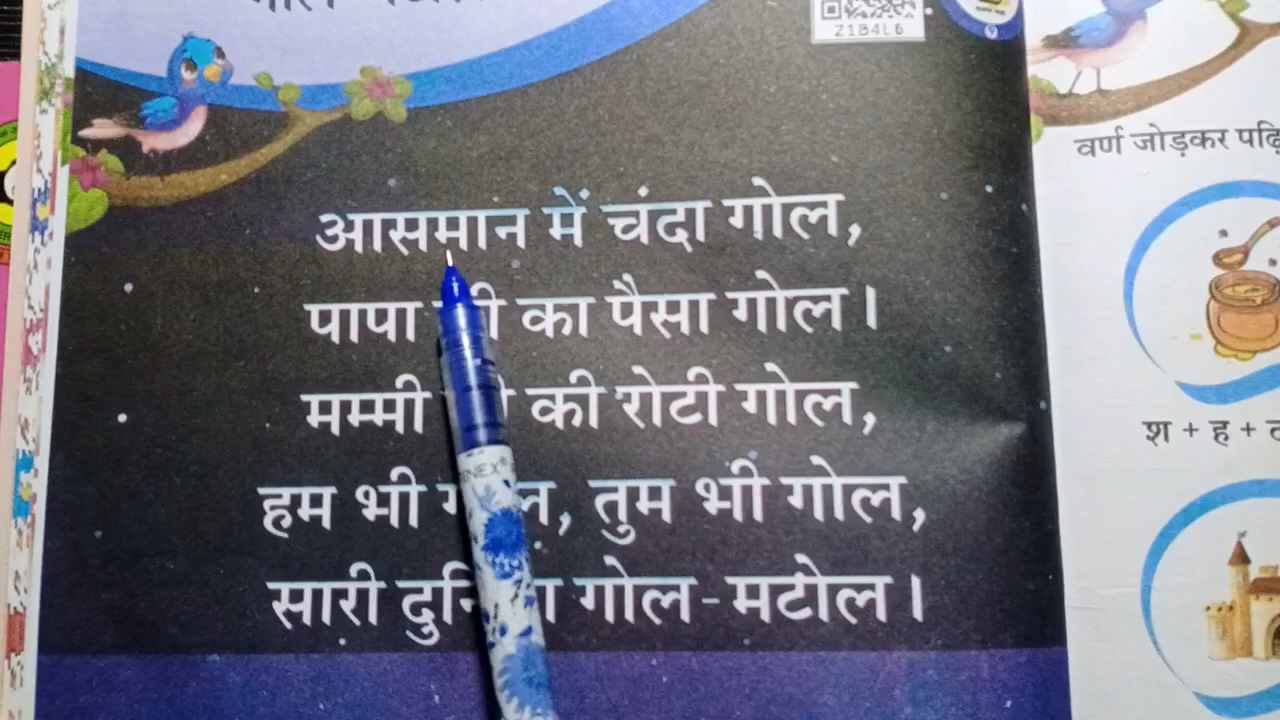 Z1B4L6
आसमान में चंदा गोल,
पापा का पैसा गोल।
मम्मी की रोटी गोल,
हम भी तुम भी गोल,
सारी गोल-मटोल।
वर्ण जोड़कर
श + ह +